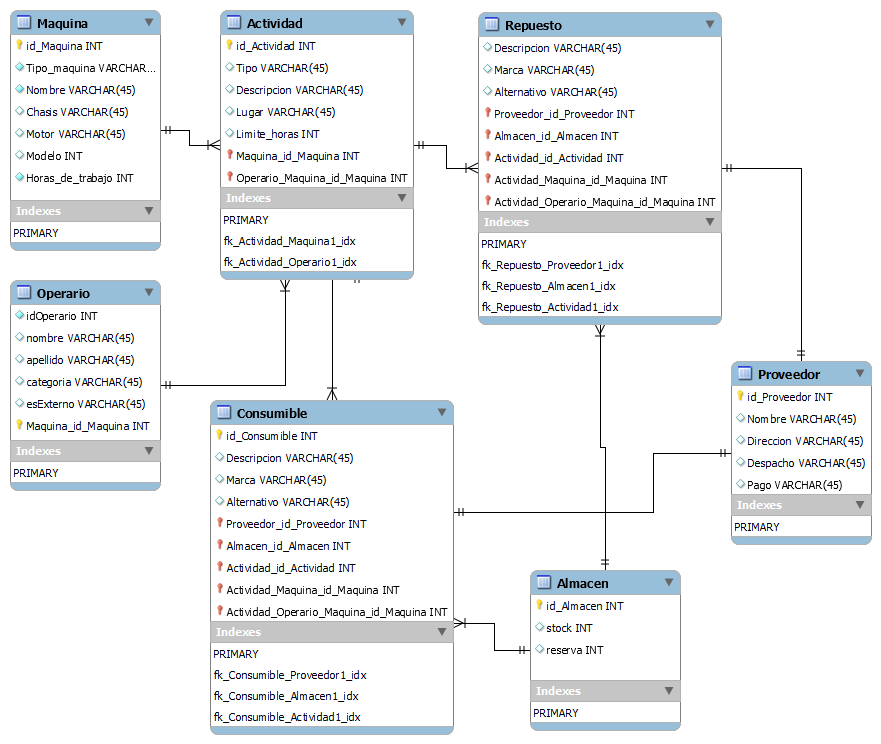 Maquina
id_Maquina INT
Tipo_maquina VARCHAR...
Nombre VARCHAR(45)
Chasis VARCHAR(45)
Motor VARCHAR(45)
Modelo INT
Horas_de_trabajo INT
Indexes
PRIMARY
Actividad
id_Actividad INT
Tipo VARCHAR(45)
Descripcion VARCHAR(45)
Lugar VARCHAR(45)
Limite_horas INT
Maquina_id_Maquina INT
Operario_Maquina_id_Maquina INT
Indexes
PRIMARY
fk_Actividad_Maquina1_idx
fk_Actividad_Operario1_idx
Repuesto
Descripcion VARCHAR(45)
Marca VARCHAR(45)
Alternativo VARCHAR(45)
Proveedor_id_Proveedor INT
Almacen_id_Almacen INT
Actividad_id_Actividad INT
Actividad_Maquina_id_Maquina INT
Actividad_Operario_Maquina_id_Maquina INT
Indexes
PRIMARY
fk_Repuesto_Proveedor1_idx
fk_Repuesto_Almacen1_idx
fk_Repuesto_Actividad1_idx
Operario
idOperario INT
nombre VARCHAR(45)
apellido VARCHAR(45)
categoria VARCHAR(45)
esExterno VARCHAR(45)
Maquina_id_Maquina INT
Indexes
PRIMARY
Consumible
id_Consumible INT
Descripcion VARCHAR(45)
Marca VARCHAR(45)
Alternativo VARCHAR(45)
Proveedor_id_Proveedor INT
Almacen_id_Almacen INT
Actividad_id_Actividad INT
Actividad_Maquina_id_Maquina INT
Actividad_Operario_Maquina_id_Maquina INT
Indexes
PRIMARY
fk_Consumible_Proveedor1_idx
fk_Consumible_Almacen1_idx
fk_Consumible_Actividad1_idx
Proveedor
id_Proveedor INT
Nombre VARCHAR(45)
Direccion VARCHAR(45)
Despacho VARCHAR(45)
Pago VARCHAR(45)
Indexes
PRIMARY
Almacen
id_Almacen INT
stock INT
reserva INT
Indexes
PRIMARY